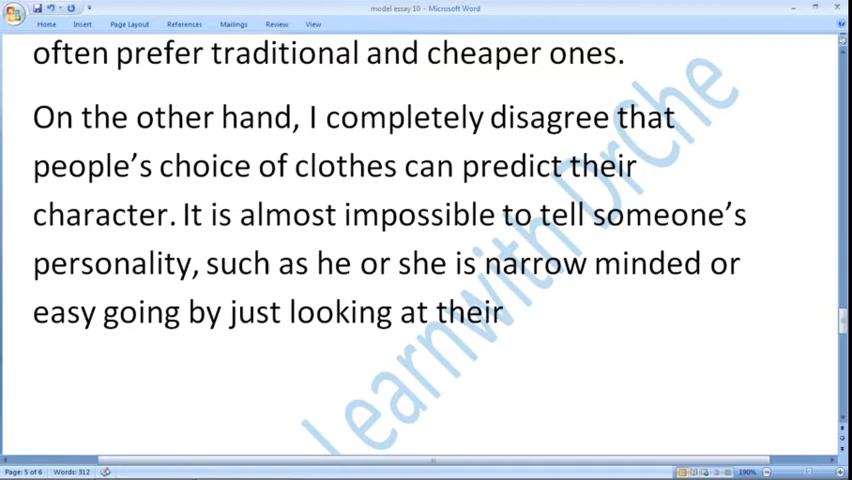 model essay 10 - Microsoft Word
Home Insert Page Layout References Mailings Review View
often prefer traditional and cheaper ones.
On the other hand, I completely disagree that
people's choice of clothes can predict their
character. It is almost impossible to tell someone's
personality, such as he or she is narrow minded or
easy going by just looking at their
Learnwith DrChe
Page: 5 of 6 Words: 312 190%